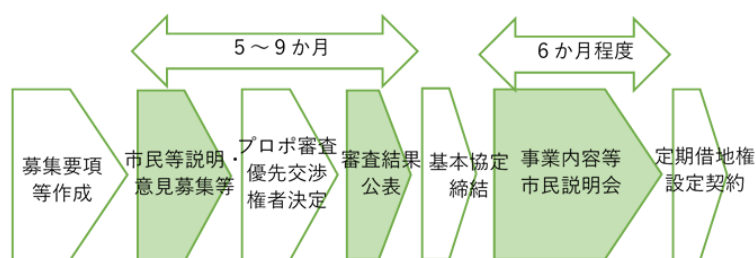 5～9か月
6か月程度
募集要項
等作成
市民等説明・
意見募集等
プロポ審査
優先交渉
権者決定
審査結果
公表
基本協定
締結
事業内容等
市民説明会
定期借地権
設定契約